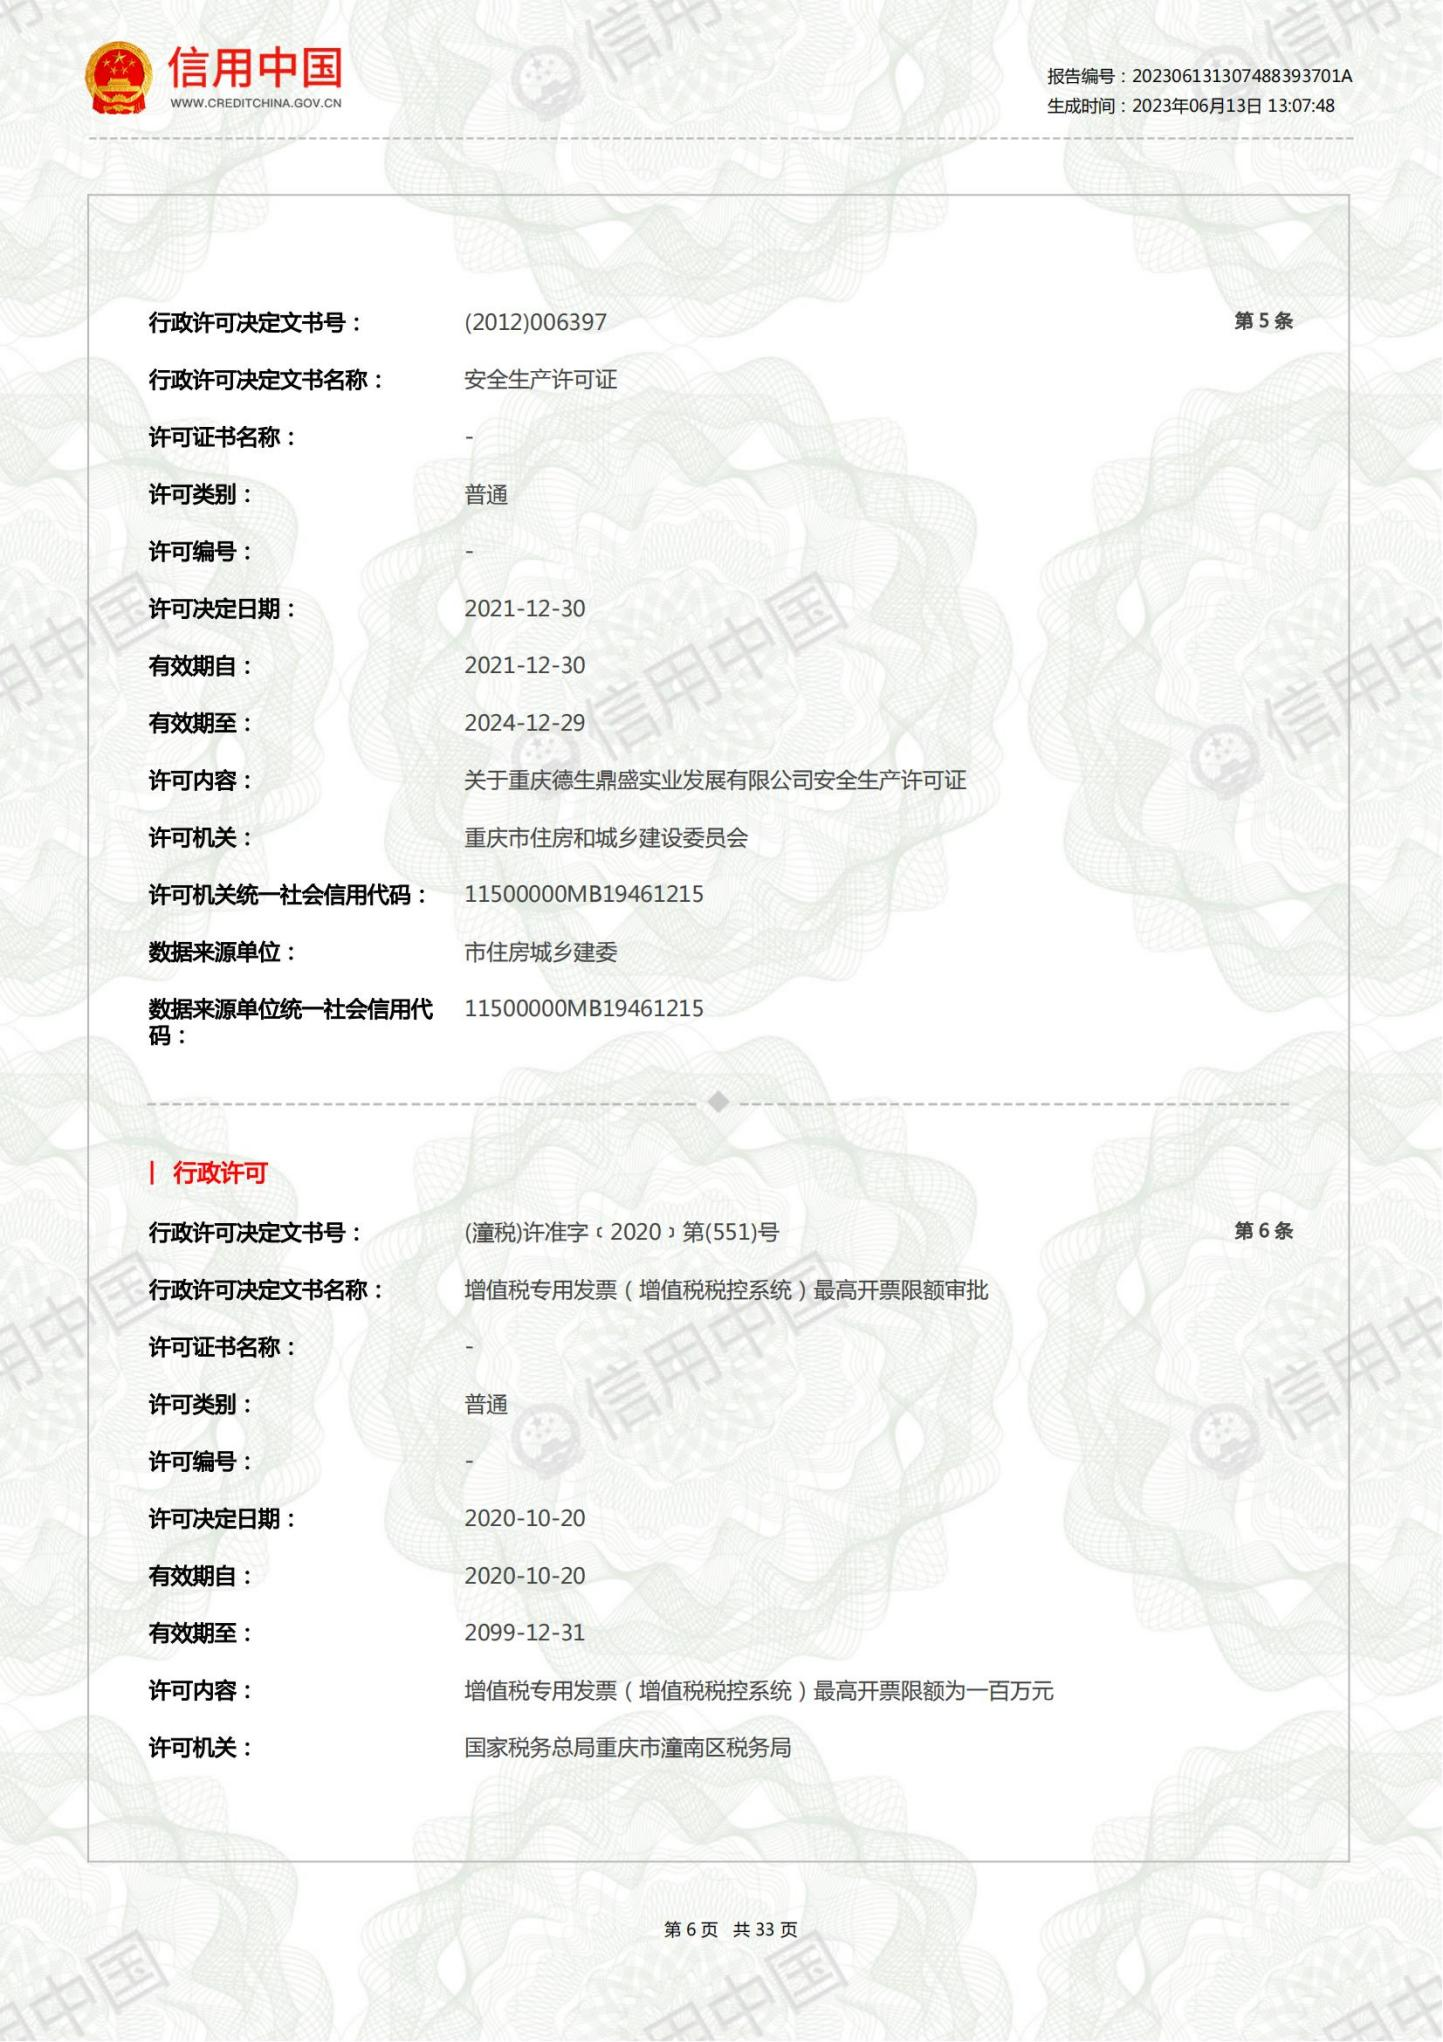 信用中国
WWW.CREDITCHINA.GOV.CN
报告编号：202306131307488393701A
生成时间：2023年06月13日 13:07:48
行政许可决定文书号： (2012)006397 第 5 条
行政许可决定文书名称： 安全生产许可证
许可证书名称： -
许可类别： 普通
许可编号： -
许可决定日期： 2021-12-30
有效期自： 2021-12-30
有效期至： 2024-12-29
许可内容： 关于重庆德生鼎盛实业发展有限公司安全生产许可证
许可机关： 重庆市住房和城乡建设委员会
许可机关统一社会信用代码： 11500000MB19461215
数据来源单位： 市住房城乡建委
数据来源单位统一社会信用代 11500000MB19461215
码：
行政许可
行政许可决定文书号： (潼税)许准字﹝2020﹞第(551)号 第 6 条
行政许可决定文书名称： 增值税专用发票（增值税税控系统）最高开票限额审批
许可证书名称： -
许可类别： 普通
许可编号： -
许可决定日期： 2020-10-20
有效期自： 2020-10-20
有效期至： 2099-12-31
许可内容： 增值税专用发票（增值税税控系统）最高开票限额为一百万元
许可机关： 国家税务总局重庆市潼南区税务局
第 6 页 共 33 页